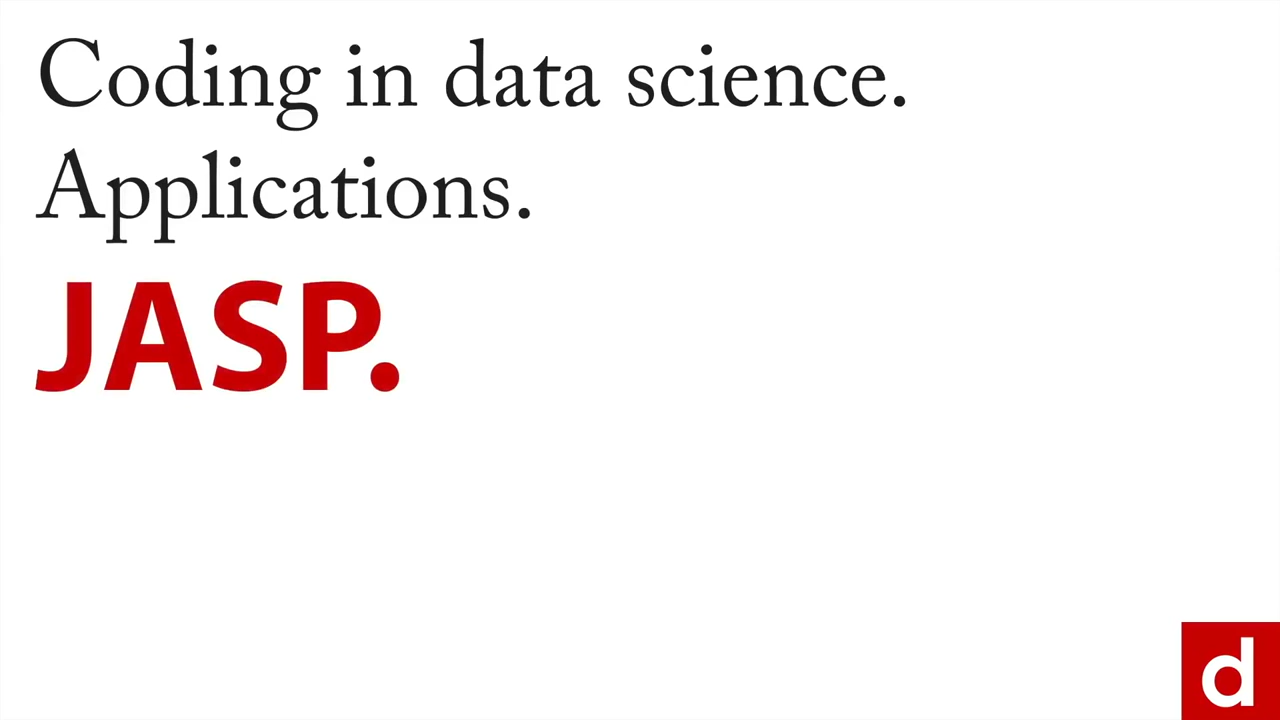 Coding in data science.
Applications.
JASP.
d